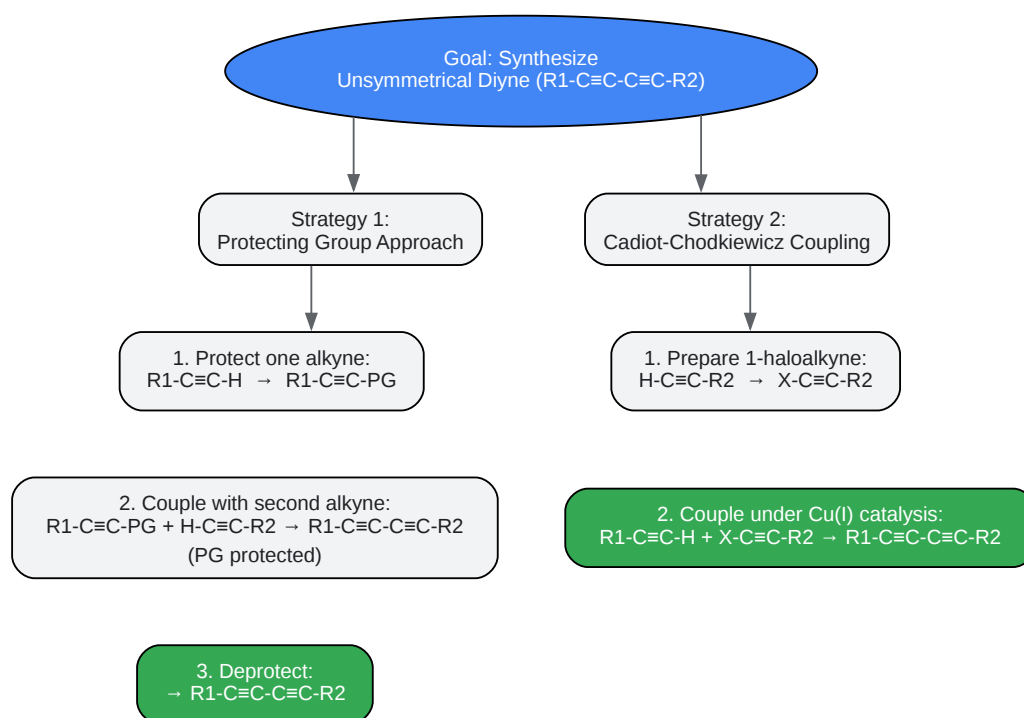 Goal: Synthesize
Unsymmetrical Diyne (R1-C≡C-C≡C-R2)
Strategy 1:
Protecting Group Approach
Strategy 2:
Cadiot-Chodkiewicz Coupling
1. Protect one alkyne:
R1-C≡C-H → R1-C≡C-PG
1. Prepare 1-haloalkyne:
H-C≡C-R2 → X-C≡C-R2
2. Couple with second alkyne:
R1-C≡C-PG + H-C≡C-R2 → R1-C≡C-C≡C-R2
(PG protected)
2. Couple under Cu(I) catalysis:
R1-C≡C-H + X-C≡C-R2 → R1-C≡C-C≡C-R2
3. Deprotect:
→ R1-C≡C-C≡C-R2